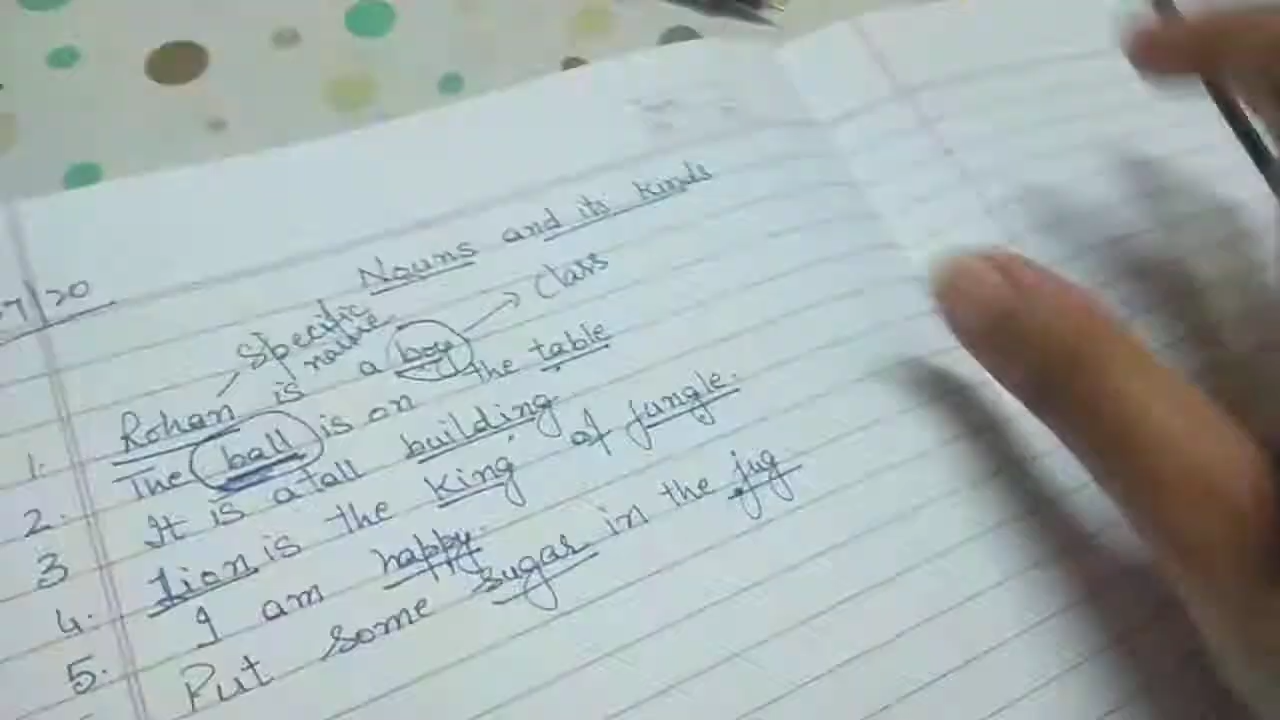 7/20
Nouns and its kinds
Specific name
Class
1. Rohan is a boy
2. The ball is on the table
3 It is a tall building.
4. Lion is the king of jungle.
5. I am happy.
Put some sugar in the jug